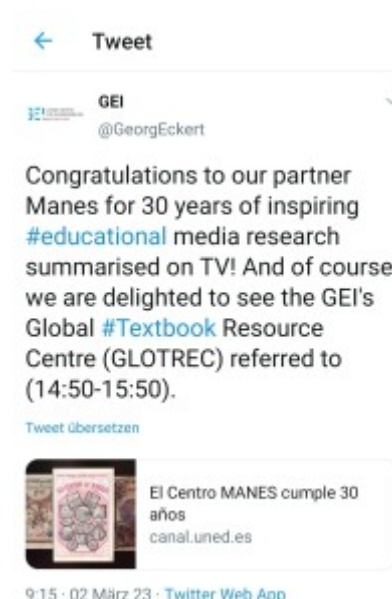 Tweet
GEI
@GeorgEckert
Congratulations to our partner
Manes for 30 years of inspiring
#educational media research
summarised on TV! And of course
we are delighted to see the GEI's
Global #Textbook Resource
Centre (GLOTREC) referred to
(14:50-15:50).
Tweet übersetzen
El Centro MANES cumple 30
años
canal.uned.es
9:15 · 02 März 23 · Twitter Web App